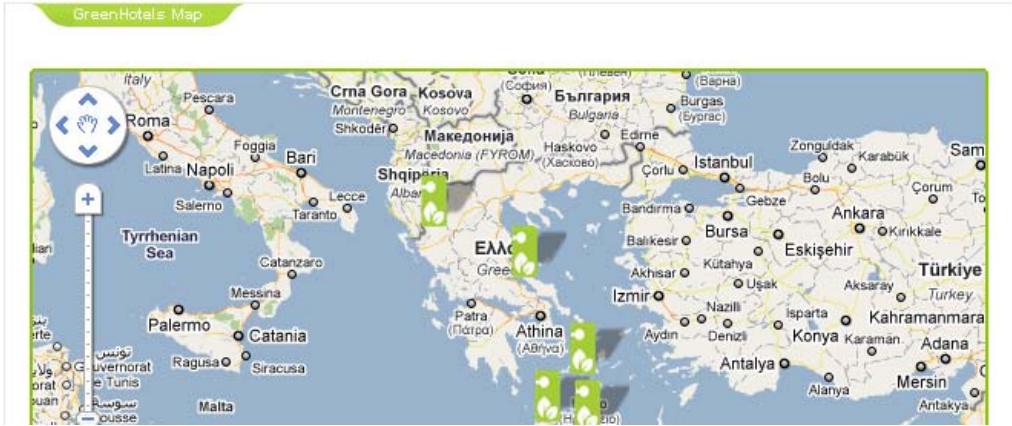 GreenHotels Map
Italy
Pescara
Roma
Latina
Napoli
Foggia
Bari
Salerno
Taranto
Lecce
Tyrrhenian
Sea
Catanzaro
Messina
Palermo
Catania
Ragusa
Siracusa
Malta
Crna Gora
Montenegro
Kosova
Kosovo
Shkodër
Македонија
Macedonia (FYROM)
Shqipëria
(София)
България
Bulgaria
Haskovo
(Хасково)
(Варна)
Burgas
(Бургас)
Edirne
Çorlu
Istanbul
Gebze
Zonguldak
Karabük
Bolu
Çorum
Bandırma
Bursa
Ankara
Kırıkkale
Balıkesir
Eskişehir
Kütahya
Akhisar
Uşak
Türkiye
Turkey
Aksaray
Izmir
Nazilli
Aydın
Denizli
Isparta
Konya
Karaman
Kahramanmara
Adana
Antalya
Alanya
Mersin
Antakya
Patra
(Πάτρα)
Athina
(Αθήνα)
تونس
Tunis
سوسة